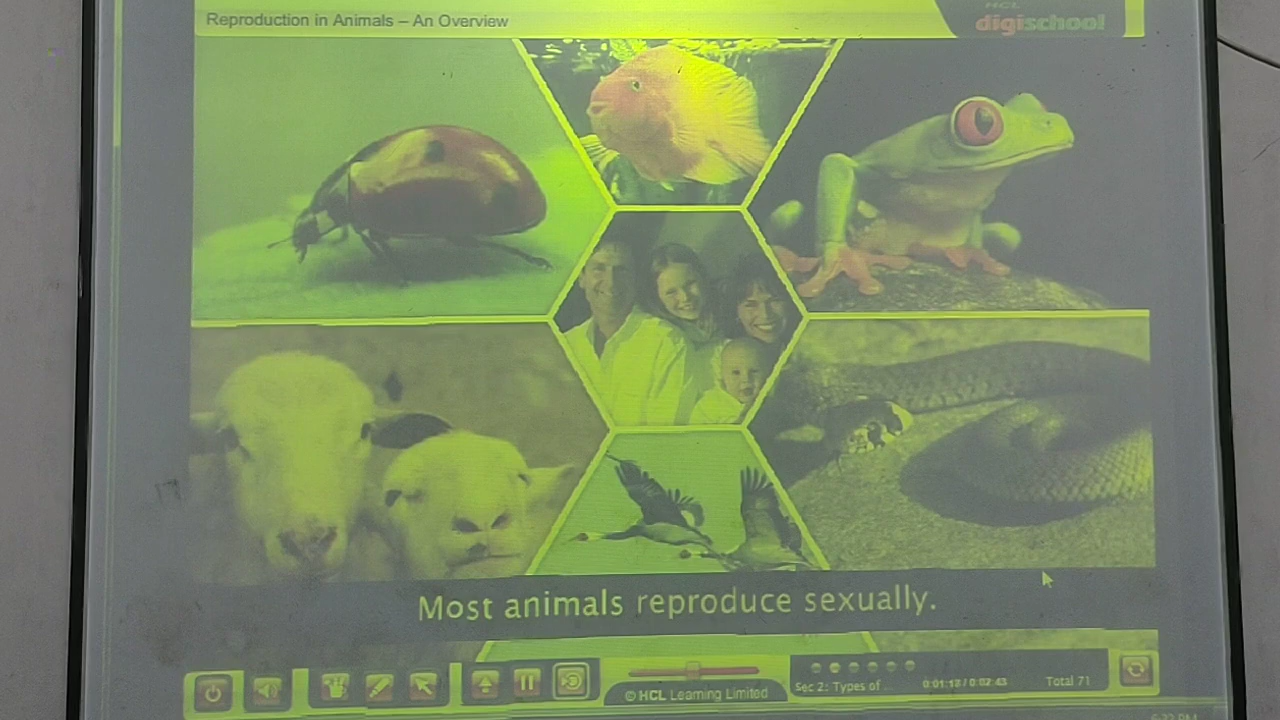 Reproduction in Animals – An Overview
HCL
digischool
Most animals reproduce sexually.
© HCL Learning Limited
Sec 2: Types of ...
0:01:17 / 0:02:43
Total 71